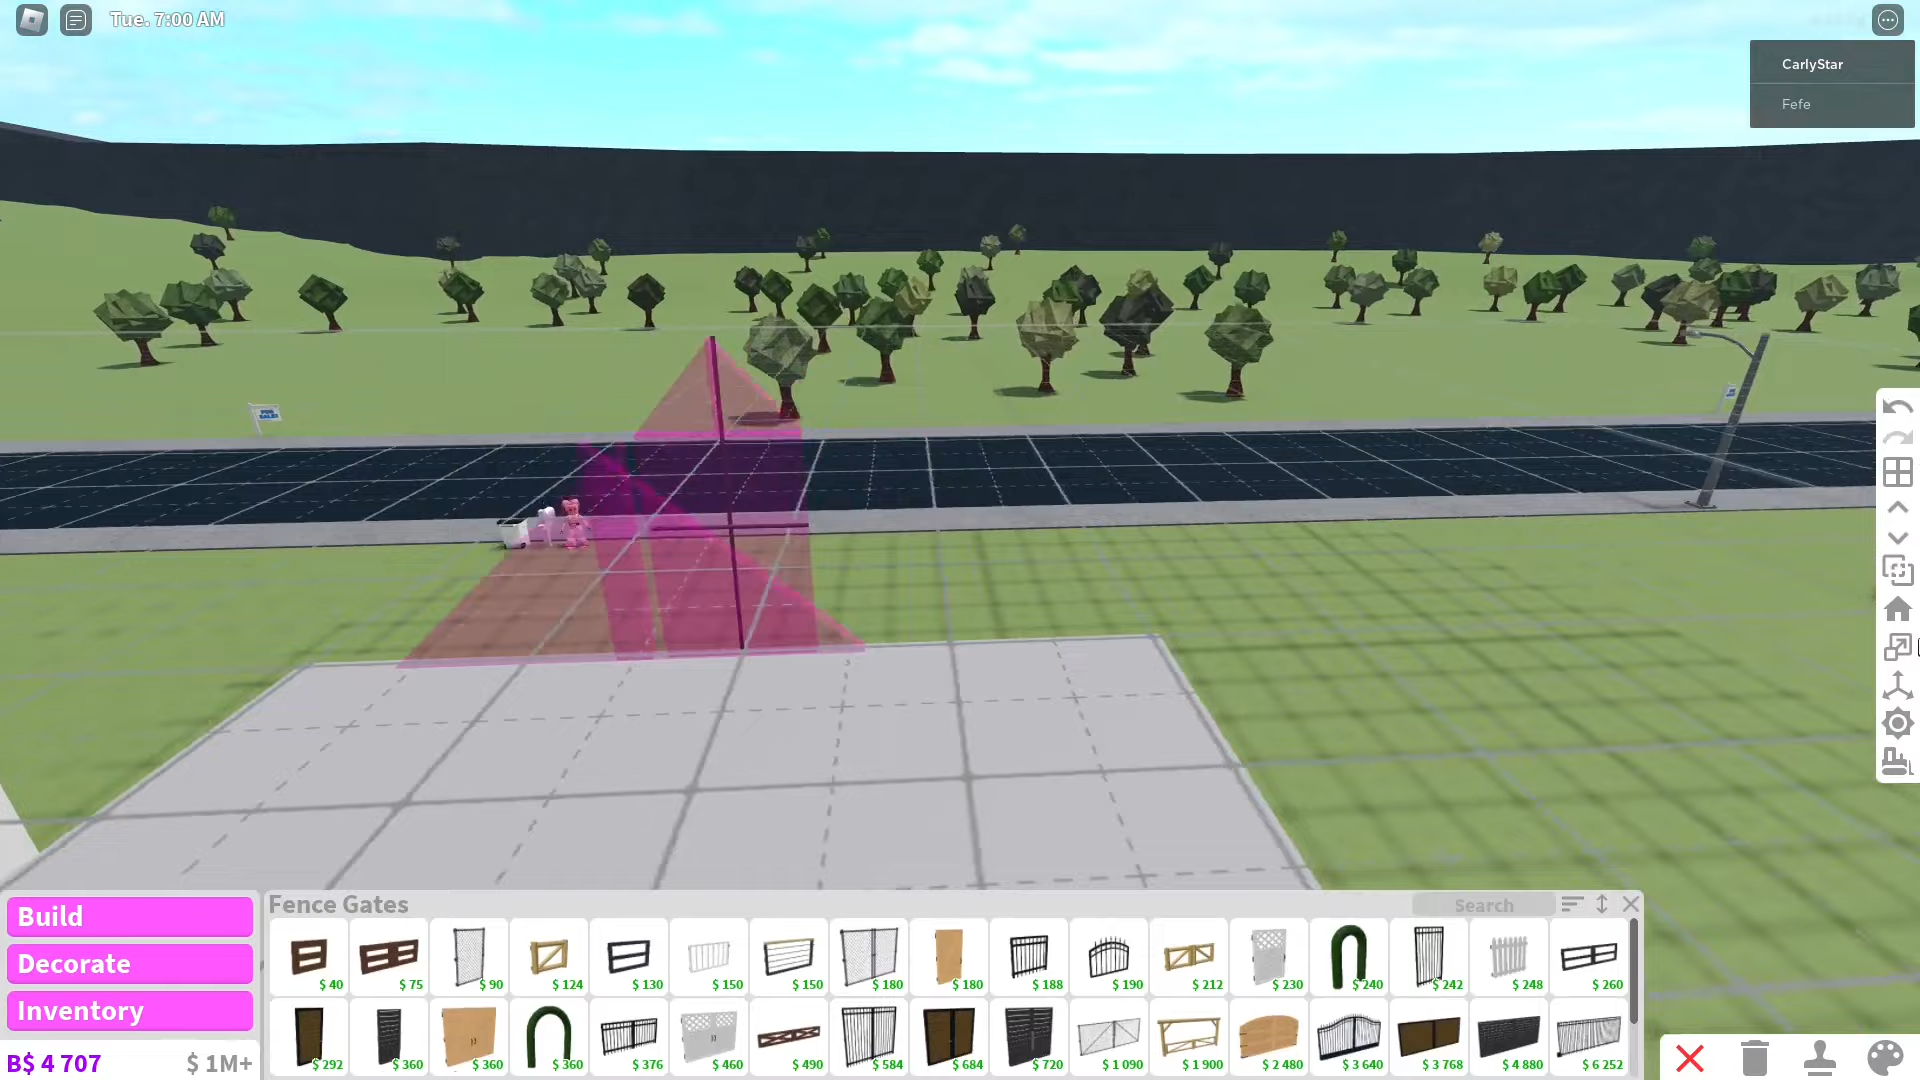 Tue. 7:00 AM
CarlyStar
Fefe
FOR
SALE!
Build
Decorate
Inventory
B$ 4 707
$ 1M+
Fence Gates
Search
$ 40
$ 75
$ 90
$ 124
$ 130
$ 150
$ 150
$ 180
$ 180
$ 188
$ 190
$ 212
$ 230
$ 240
$ 242
$ 248
$ 260
$ 292
$ 360
$ 360
$ 360
$ 376
$ 460
$ 490
$ 584
$ 684
$ 720
$ 1 090
$ 1 900
$ 2 480
$ 3 640
$ 3 768
$ 4 880
$ 6 252